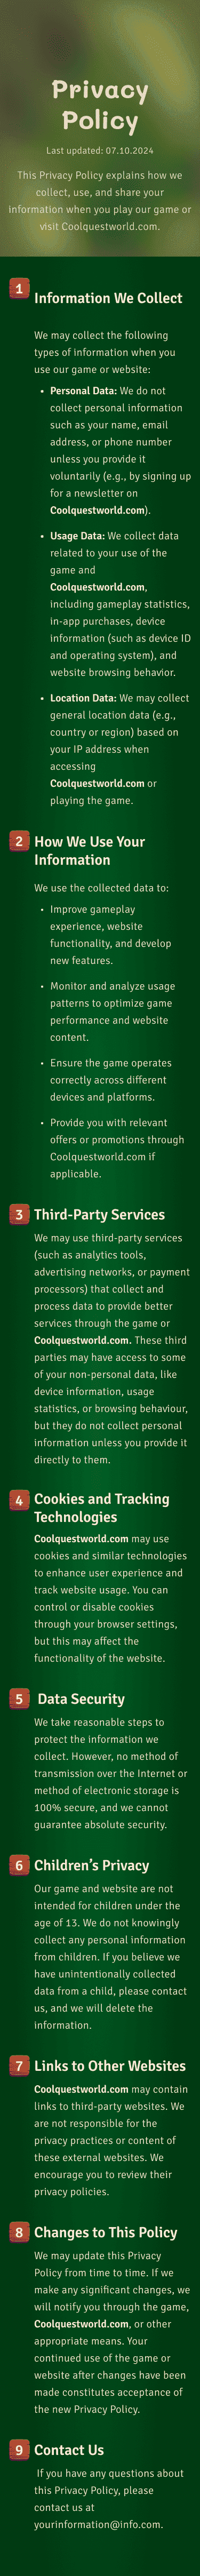 Privacy
Policy
Last updated: 07.10.2024
This Privacy Policy explains how we
collect, use, and share your
information when you play our game or
visit Coolquestworld.com.
1
Information We Collect
We may collect the following
types of information when you
use our game or website:
• Personal Data: We do not
collect personal information
such as your name, email
address, or phone number
unless you provide it
voluntarily (e.g., by signing up
for a newsletter on
Coolquestworld.com).
• Usage Data: We collect data
related to your use of the
game and
Coolquestworld.com,
including gameplay statistics,
in-app purchases, device
information (such as device ID
and operating system), and
website browsing behavior.
• Location Data: We may collect
general location data (e.g.,
country or region) based on
your IP address when
accessing
Coolquestworld.com or
playing the game.
2 How We Use Your
Information
We use the collected data to:
• Improve gameplay
experience, website
functionality, and develop
new features.
• Monitor and analyze usage
patterns to optimize game
performance and website
content.
• Ensure the game operates
correctly across different
devices and platforms.
• Provide you with relevant
offers or promotions through
Coolquestworld.com if
applicable.
3 Third-Party Services
We may use third-party services
(such as analytics tools,
advertising networks, or payment
processors) that collect and
process data to provide better
services through the game or
Coolquestworld.com. These third
parties may have access to some
of your non-personal data, like
device information, usage
statistics, or browsing behaviour,
but they do not collect personal
information unless you provide it
directly to them.
4 Cookies and Tracking
Technologies
Coolquestworld.com may use
cookies and similar technologies
to enhance user experience and
track website usage. You can
control or disable cookies
through your browser settings,
but this may affect the
functionality of the website.
5 Data Security
We take reasonable steps to
protect the information we
collect. However, no method of
transmission over the Internet or
method of electronic storage is
100% secure, and we cannot
guarantee absolute security.
6 Children’s Privacy
Our game and website are not
intended for children under the
age of 13. We do not knowingly
collect any personal information
from children. If you believe we
have unintentionally collected
data from a child, please contact
us, and we will delete the
information.
7 Links to Other Websites
Coolquestworld.com may contain
links to third-party websites. We
are not responsible for the
privacy practices or content of
these external websites. We
encourage you to review their
privacy policies.
8 Changes to This Policy
We may update this Privacy
Policy from time to time. If we
make any significant changes, we
will notify you through the game,
Coolquestworld.com, or other
appropriate means. Your
continued use of the game or
website after changes have been
made constitutes acceptance of
the new Privacy Policy.
9 Contact Us
If you have any questions about
this Privacy Policy, please
contact us at
yourinformation@info.com.